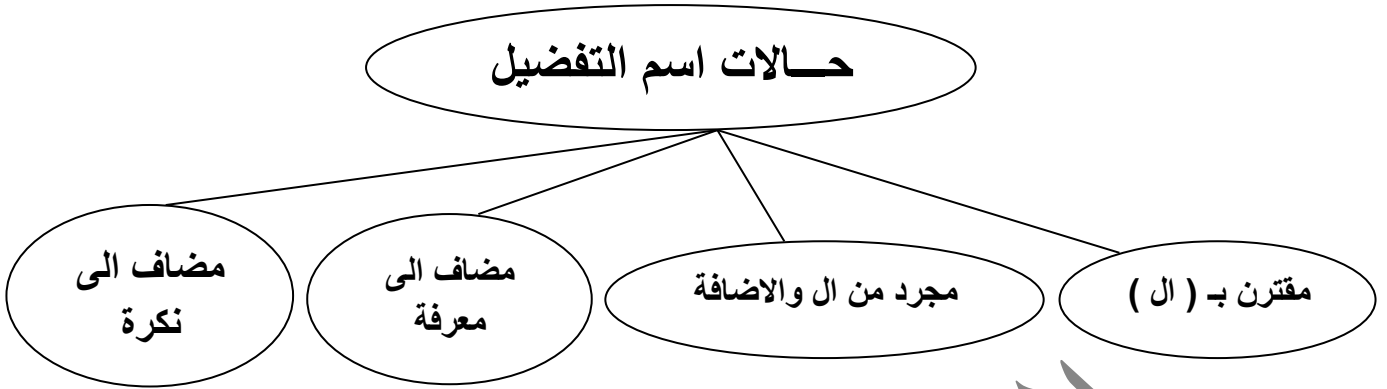 حـــالات اسم التفضيل
مقترن بـ ( ال )
مجرد من ال والاضافة
مضاف الى
معرفة
مضاف الى
نكرة